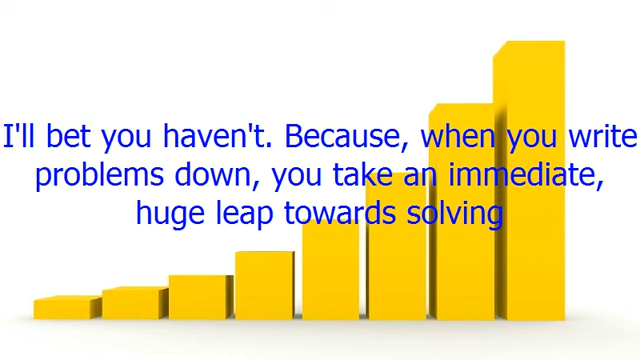 I'll bet you haven't. Because, when you write
problems down, you take an immediate,
huge leap towards solving